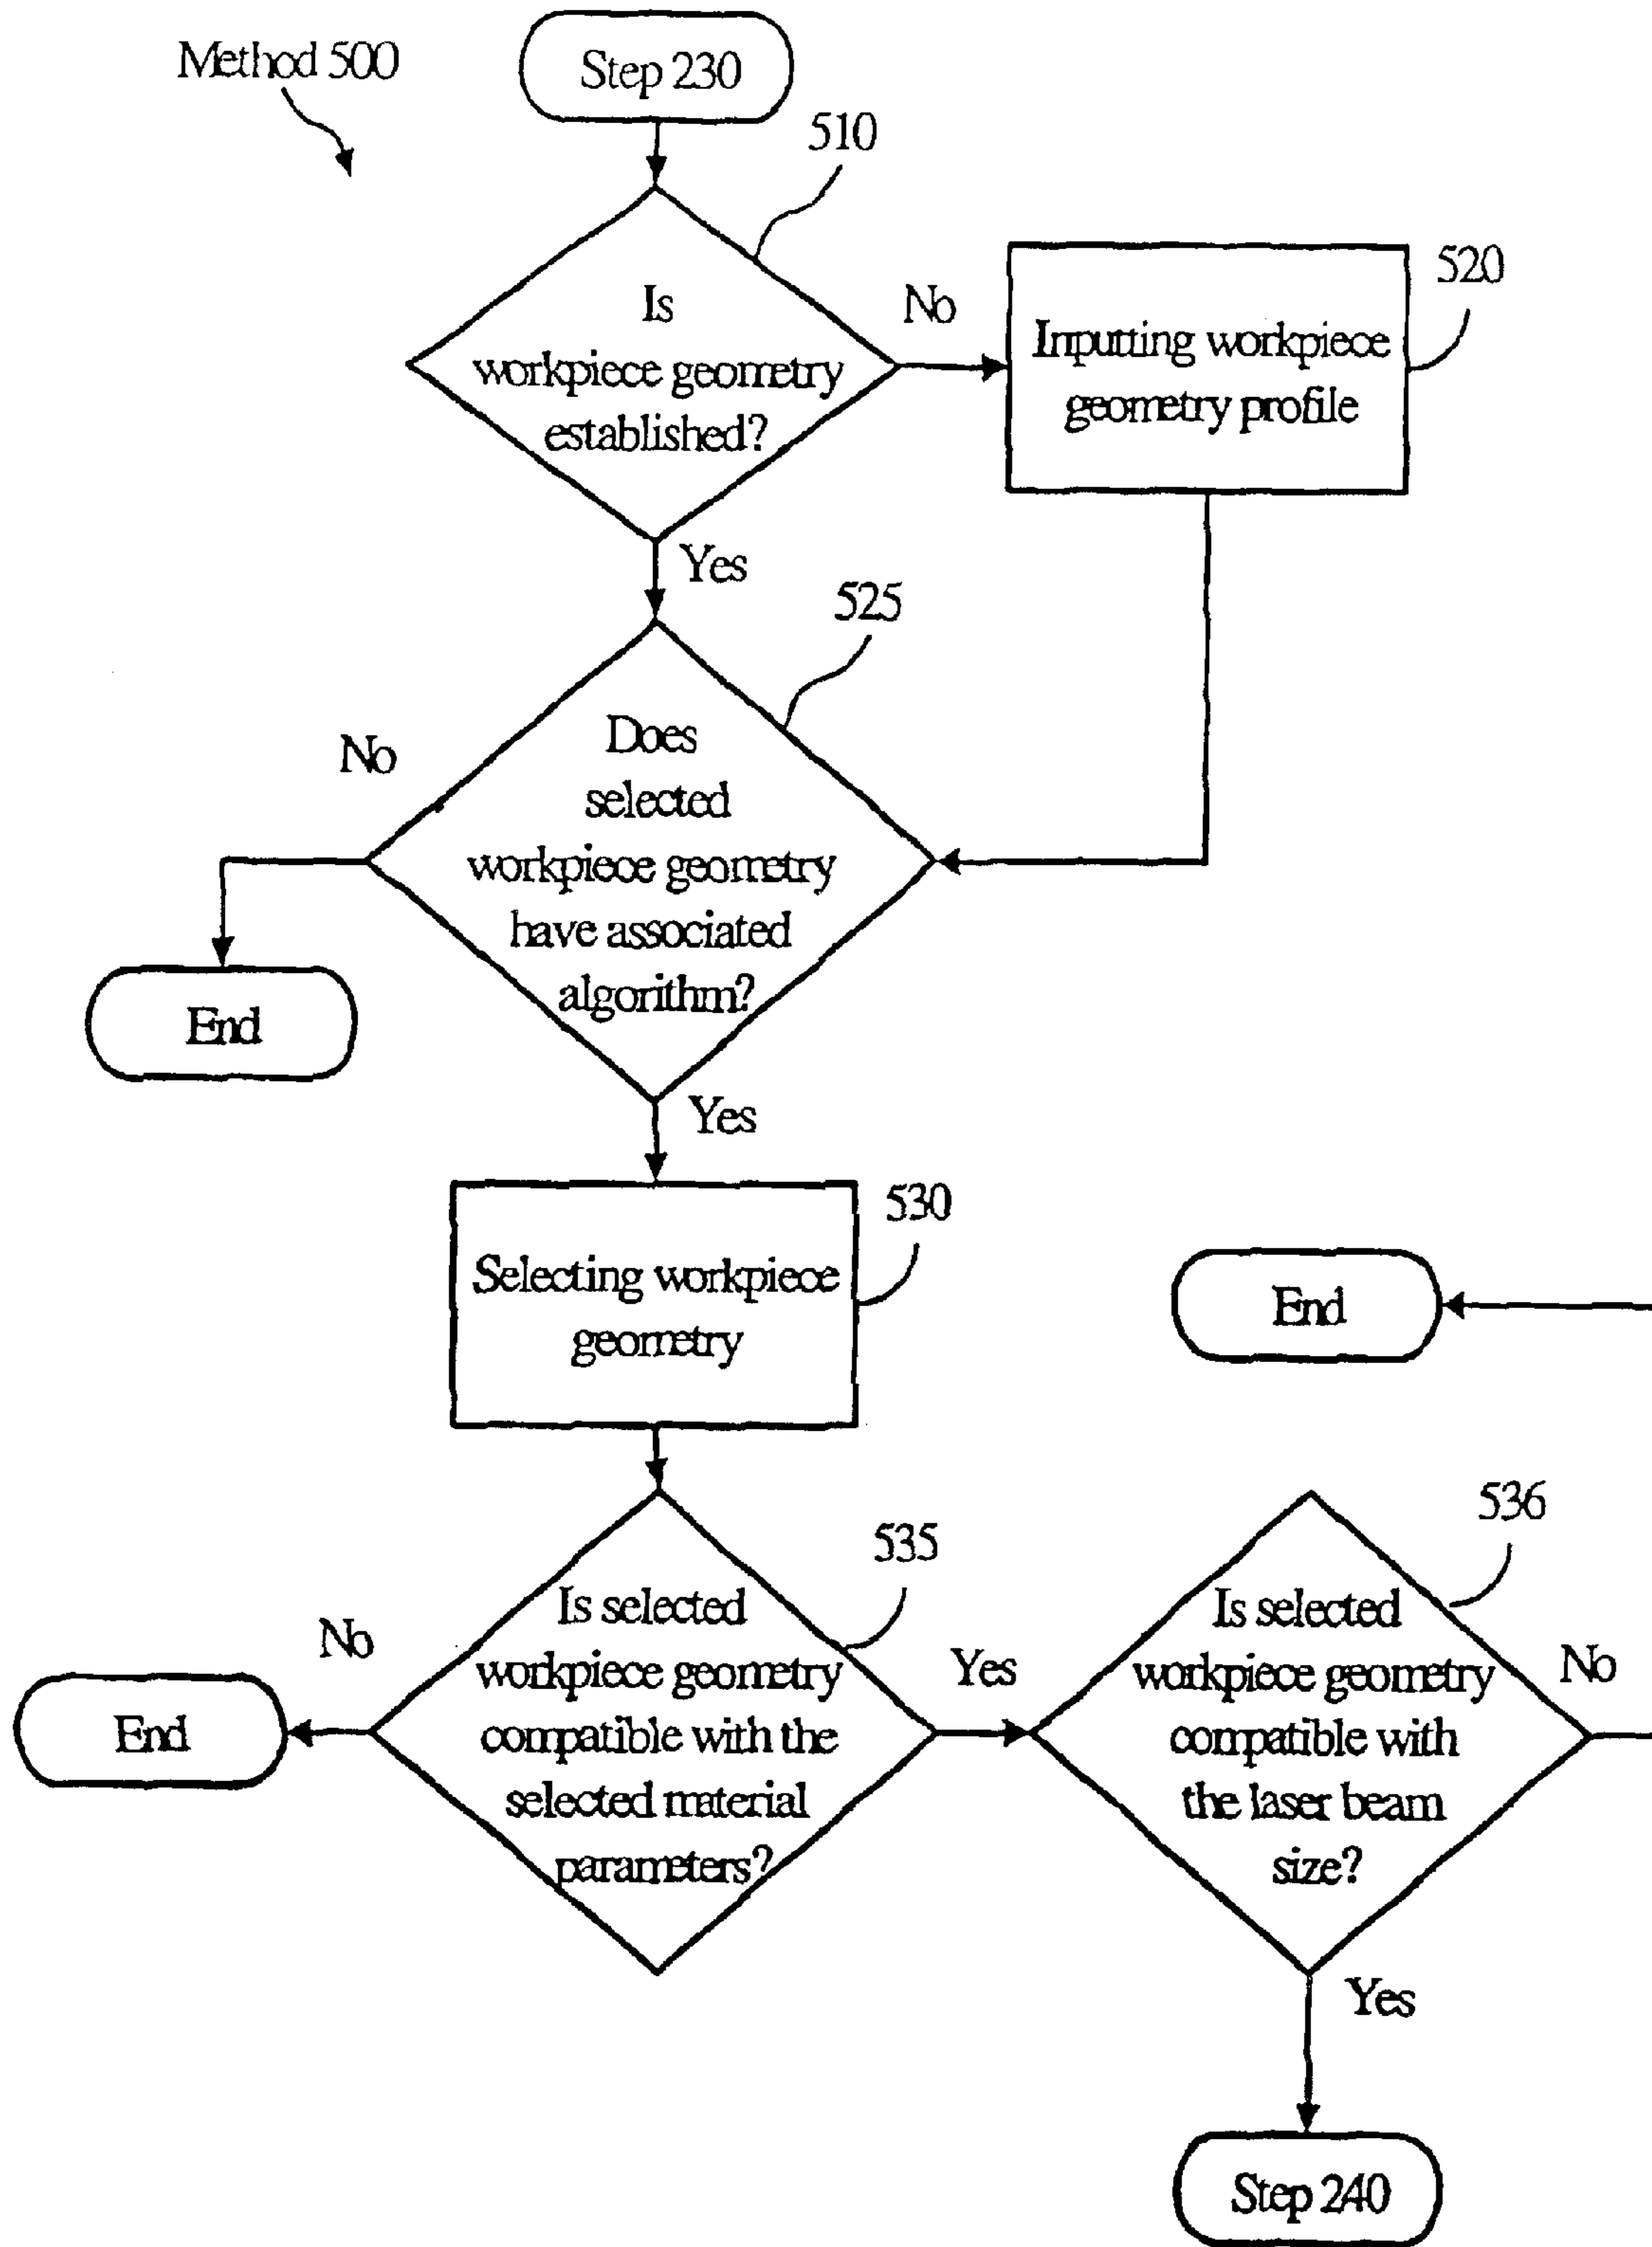 Method 500
Step 230
510
Is
workpiece geometry
established?
No
Inputting workpiece
geometry profile
520
Yes
525
Does
selected
workpiece geometry
have associated
algorithm?
No
End
Yes
530
Selecting workpiece
geometry
End
535
Is selected
workpiece geometry
compatible with the
selected material
parameters?
No
End
Yes
536
Is selected
workpiece geometry
compatible with
the laser beam
size?
No
Yes
Step 240